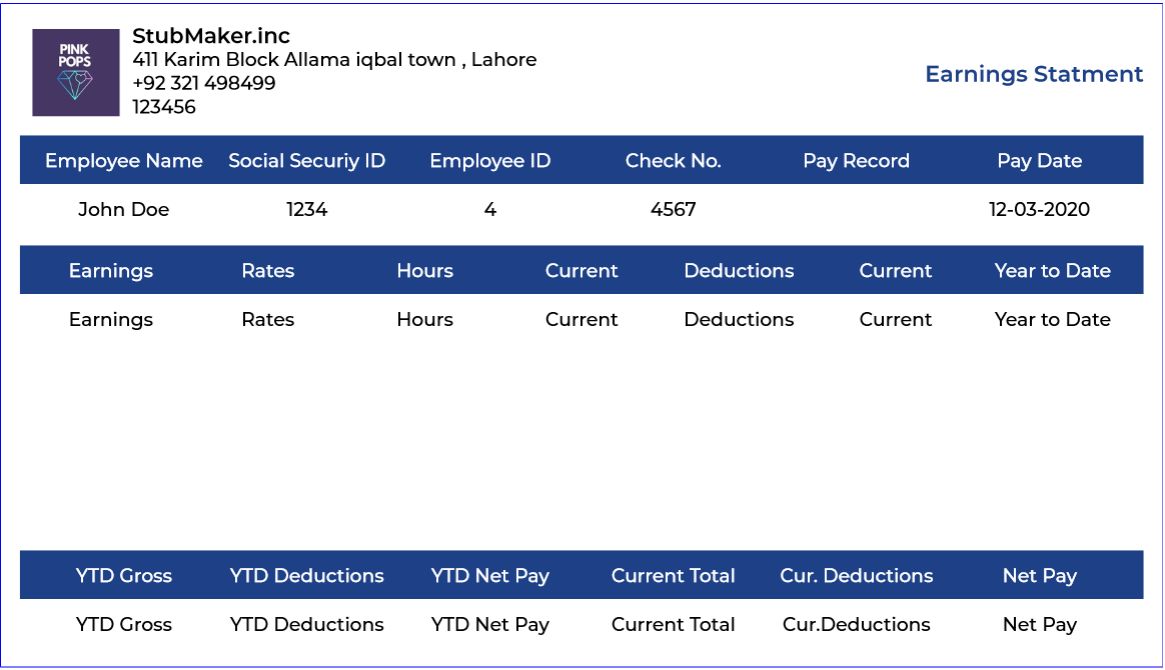 PINK
POPS
StubMaker.inc
411 Karim Block Allama iqbal town , Lahore
+92 321 498499
123456
Earnings Statment
Employee Name Social Securiy ID Employee ID Check No. Pay Record Pay Date
John Doe 1234 4 4567 12-03-2020
Earnings Rates Hours Current Deductions Current Year to Date
Earnings Rates Hours Current Deductions Current Year to Date
YTD Gross YTD Deductions YTD Net Pay Current Total Cur. Deductions Net Pay
YTD Gross YTD Deductions YTD Net Pay Current Total Cur.Deductions Net Pay